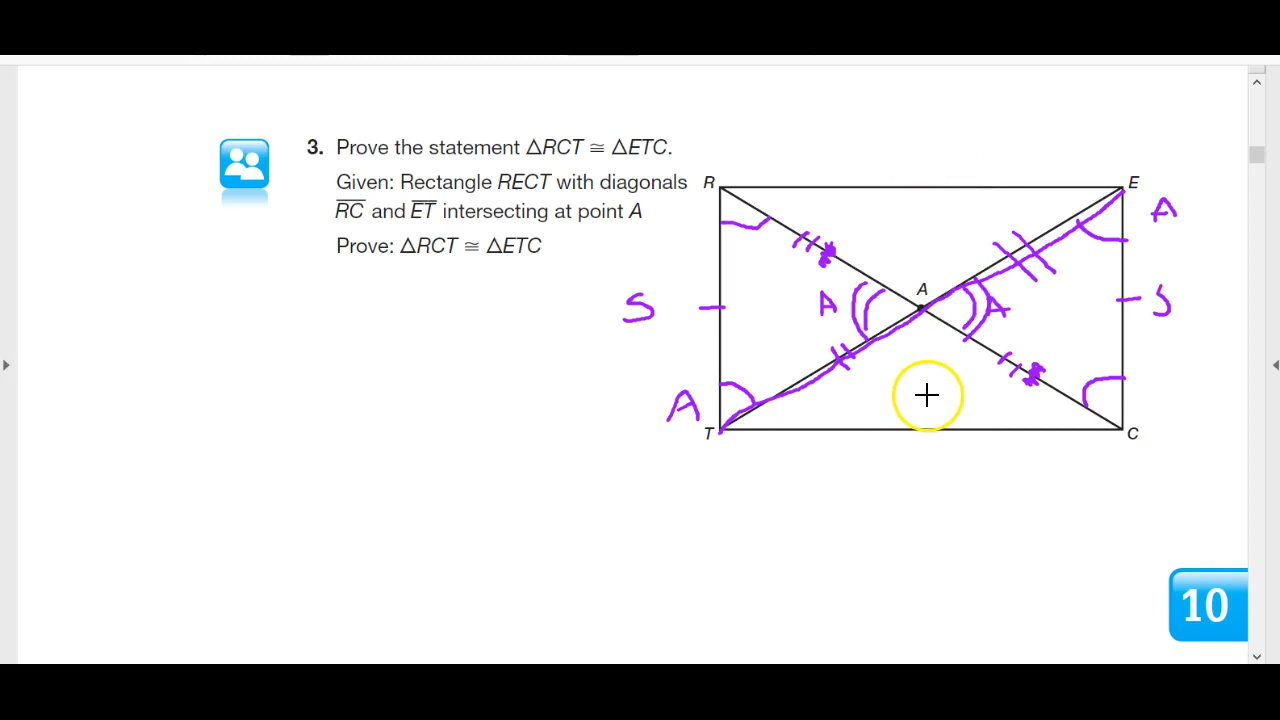 3. Prove the statement △RCT ≅ △ETC.
Given: Rectangle RECT with diagonals
RC and ET intersecting at point A
Prove: △RCT ≅ △ETC
R
E
A
A
S
A
A
S
A
T
C
10